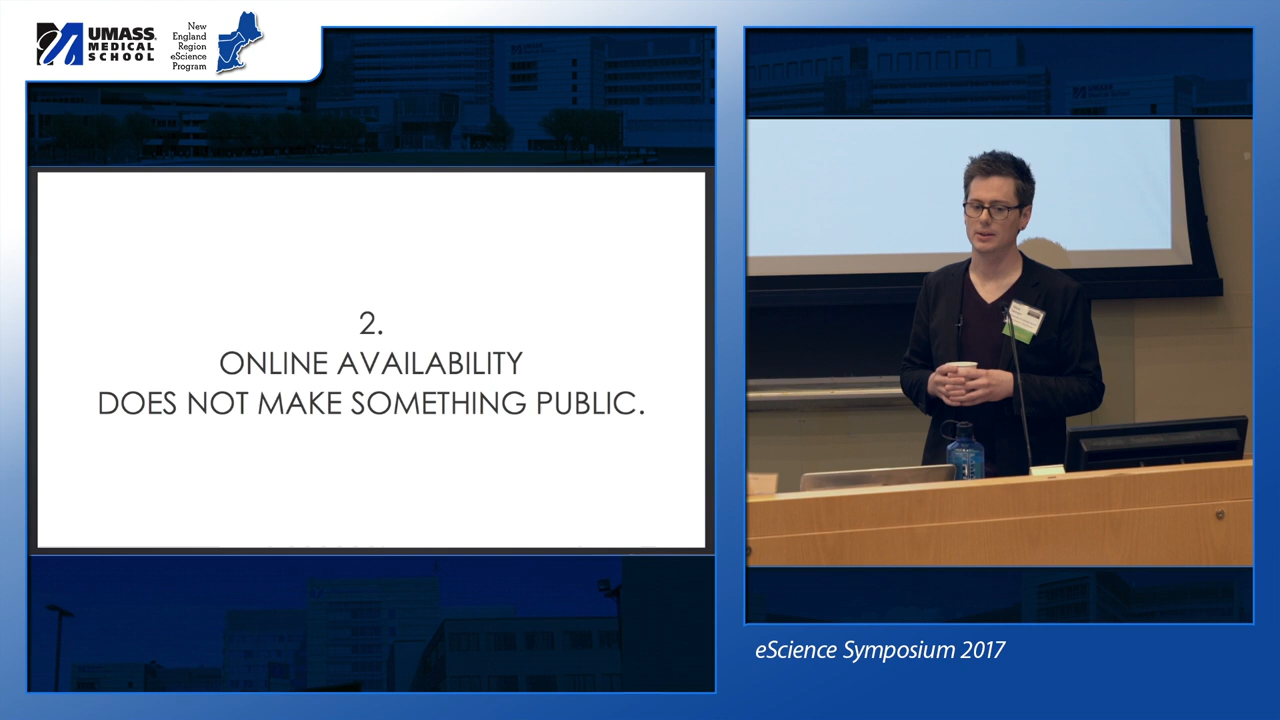 UMASS
MEDICAL
SCHOOL
New
England
Region
eScience
Program
2.
ONLINE AVAILABILITY
DOES NOT MAKE SOMETHING PUBLIC.
eScience Symposium 2017